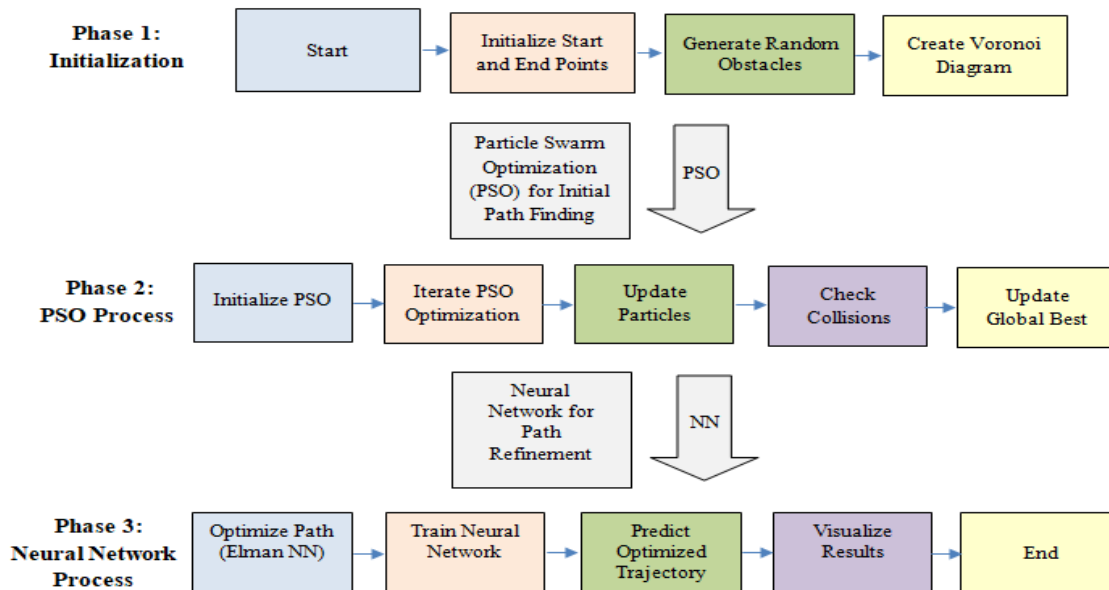 Phase 1:
Initialization
Start
Initialize Start
and End Points
Generate Random
Obstacles
Create Voronoi
Diagram
Particle Swarm
Optimization
(PSO) for Initial
Path Finding
PSO
Phase 2:
PSO Process
Initialize PSO
Iterate PSO
Optimization
Update
Particles
Check
Collisions
Update
Global Best
Neural
Network for
Path
Refinement
NN
Phase 3:
Neural Network
Process
Optimize Path
(Elman NN)
Train Neural
Network
Predict
Optimized
Trajectory
Visualize
Results
End